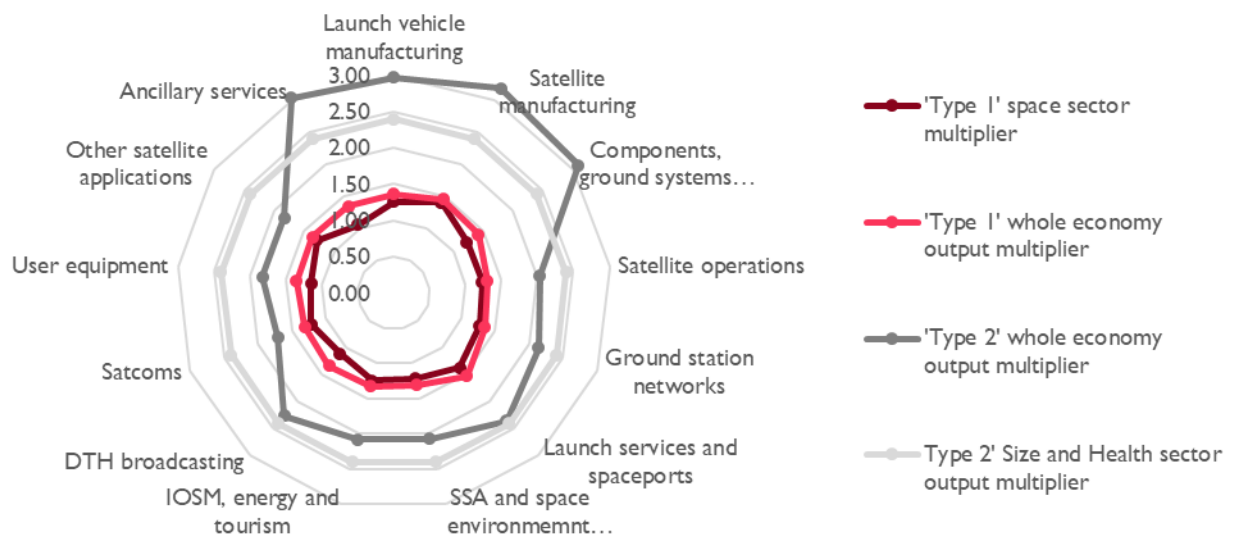 Launch vehicle
manufacturing
Satellite
manufacturing
Components,
ground systems…
Satellite operations
Ground station
networks
Launch services and
spaceports
SSA and space
environmemnt…
IOSM, energy and
tourism
DTH broadcasting
Satcoms
User equipment
Other satellite
applications
Ancillary services
3.00
2.50
2.00
1.50
1.00
0.50
0.00
'Type 1' space sector
multiplier
'Type 1' whole economy
output multiplier
'Type 2' whole economy
output multiplier
Type 2' Size and Health sector
output multiplier